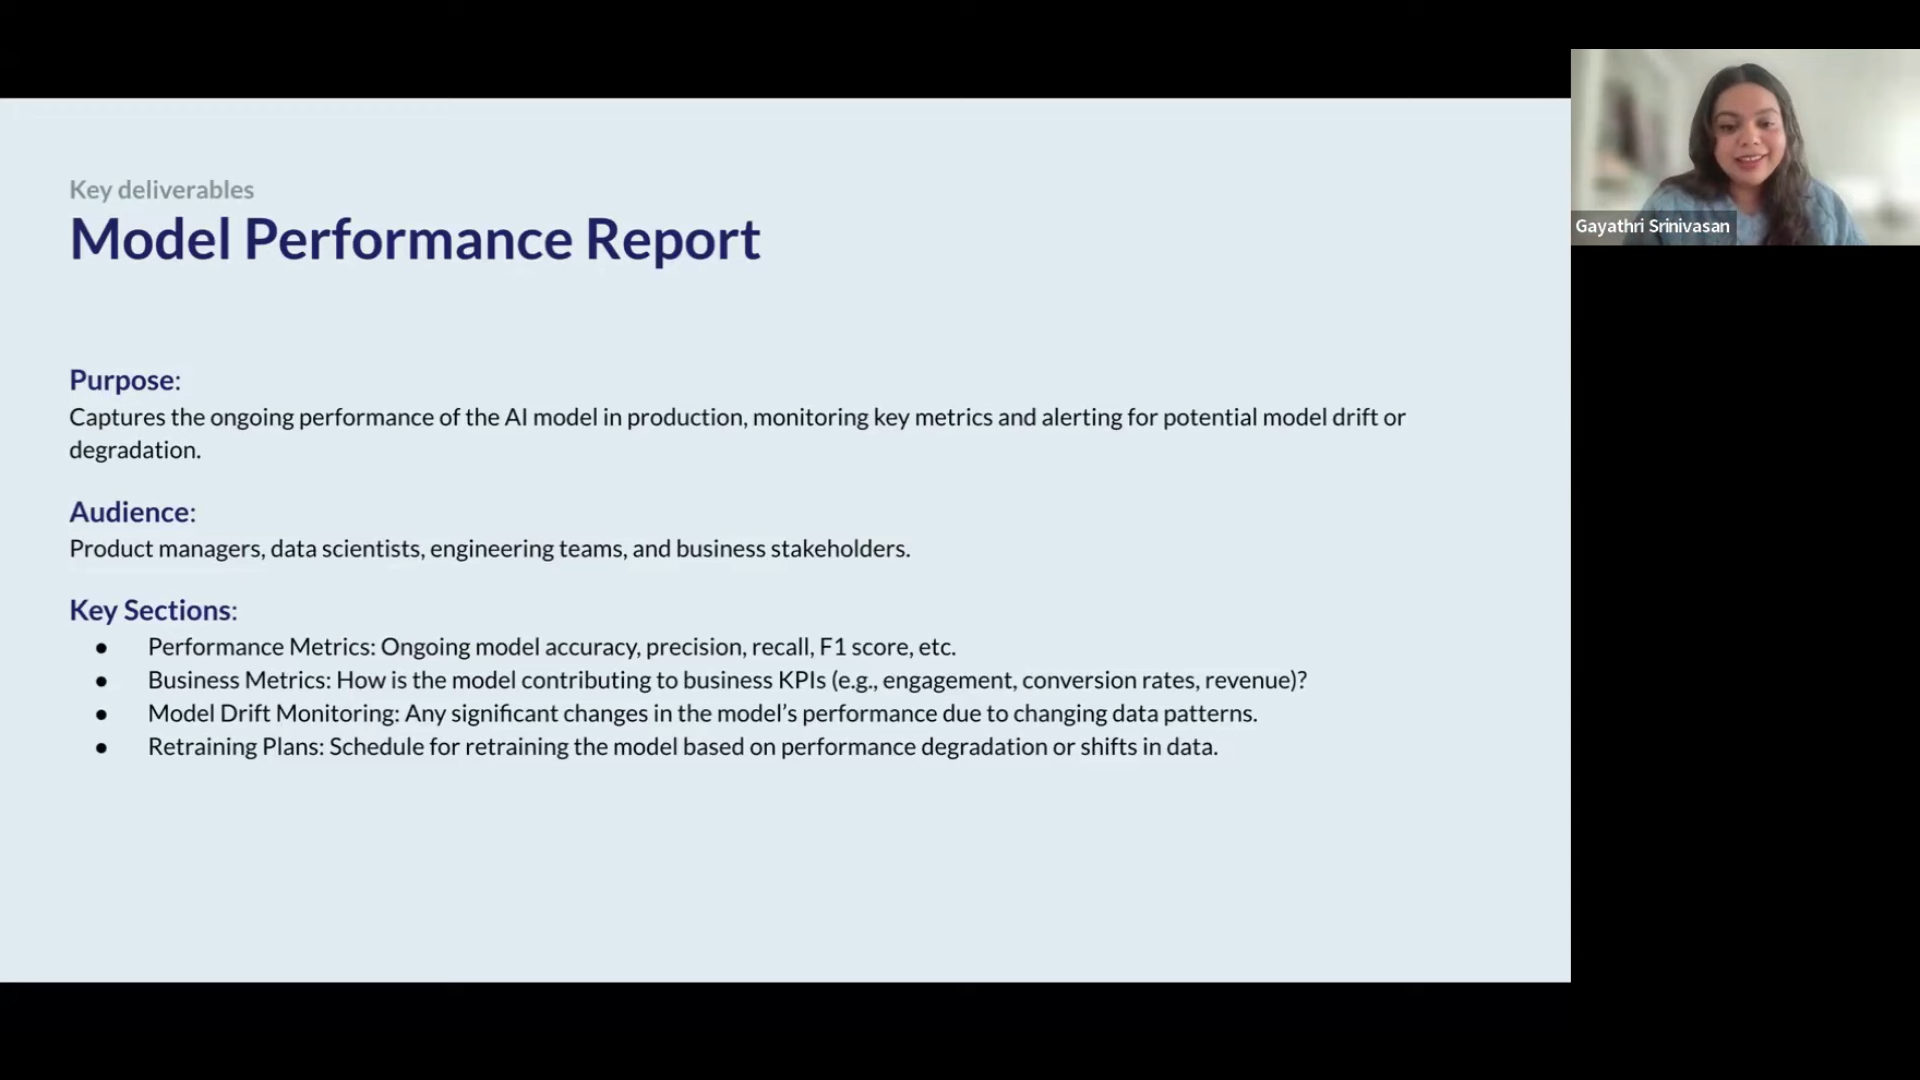 Key deliverables
Model Performance Report
Purpose:
Captures the ongoing performance of the AI model in production, monitoring key metrics and alerting for potential model drift or
degradation.
Audience:
Product managers, data scientists, engineering teams, and business stakeholders.
Key Sections:
● Performance Metrics: Ongoing model accuracy, precision, recall, F1 score, etc.
● Business Metrics: How is the model contributing to business KPIs (e.g., engagement, conversion rates, revenue)?
● Model Drift Monitoring: Any significant changes in the model’s performance due to changing data patterns.
● Retraining Plans: Schedule for retraining the model based on performance degradation or shifts in data.
Gayathri Srinivasan